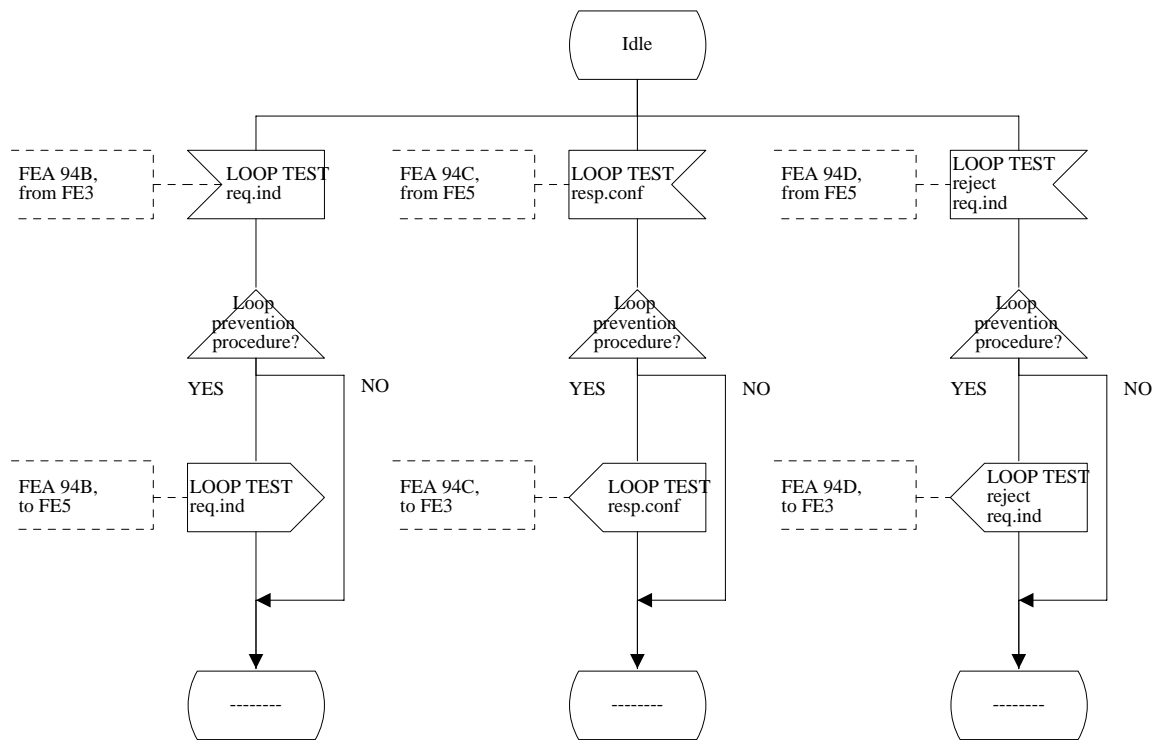 Idle
FEA 94B,
from FE3
LOOP TEST
req.ind
FEA 94C,
from FE5
LOOP TEST
resp.conf
FEA 94D,
from FE5
LOOP TEST
reject
req.ind
Loop
prevention
procedure?
Loop
prevention
procedure?
Loop
prevention
procedure?
YES
NO
YES
NO
YES
NO
FEA 94B,
to FE5
LOOP TEST
req.ind
FEA 94C,
to FE3
LOOP TEST
resp.conf
FEA 94D,
to FE3
LOOP TEST
reject
req.ind
--------
--------
--------